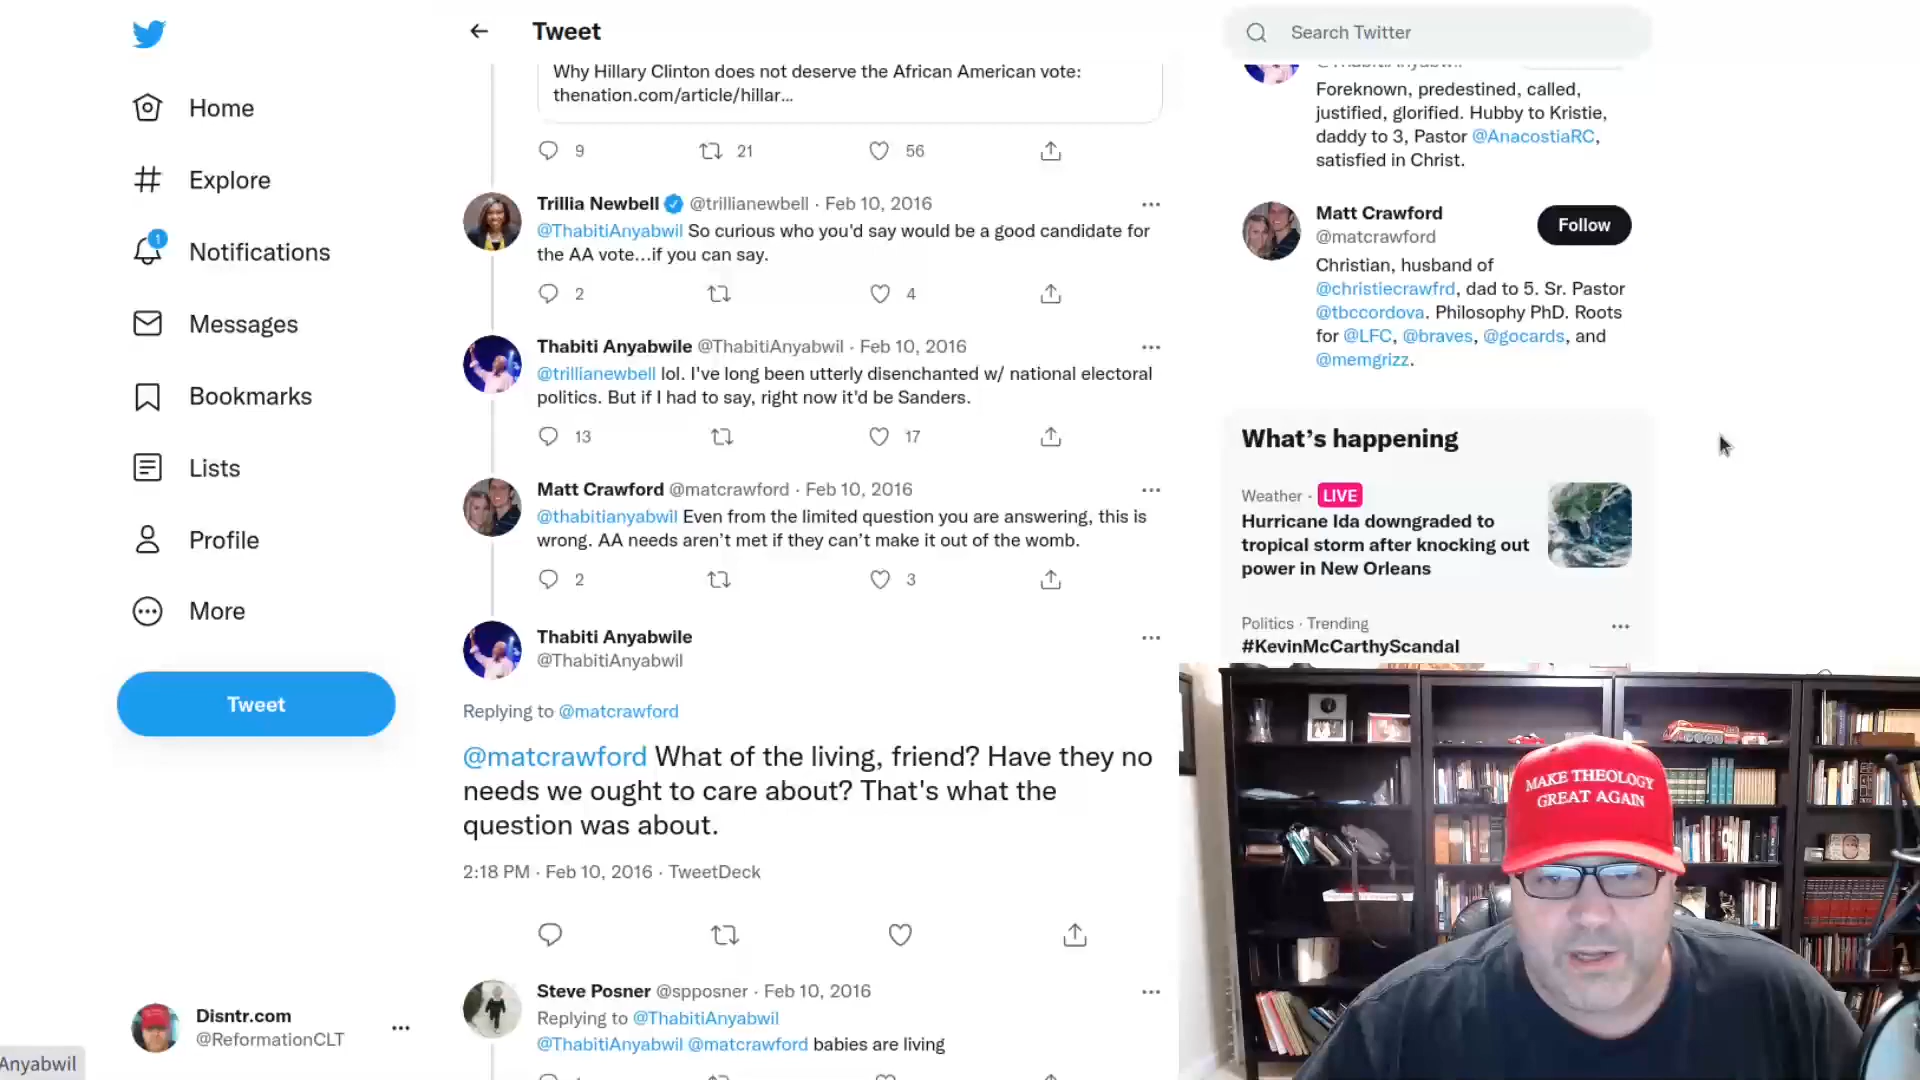 Home
Explore
1
Notifications
Messages
Bookmarks
Lists
Profile
More
Tweet
Disntr.com
@ReformationCLT
Anyabwil
Tweet
Why Hillary Clinton does not deserve the African American vote:
thenation.com/article/hillar...
9 21 56
Trillia Newbell @trillianewbell · Feb 10, 2016
@ThabitiAnyabwil So curious who you'd say would be a good candidate for
the AA vote...if you can say.
2 4
Thabiti Anyabwile @ThabitiAnyabwil · Feb 10, 2016
@trillianewbell lol. I've long been utterly disenchanted w/ national electoral
politics. But if I had to say, right now it'd be Sanders.
13 17
Matt Crawford @matcrawford · Feb 10, 2016
@thabitianyabwil Even from the limited question you are answering, this is
wrong. AA needs aren't met if they can't make it out of the womb.
2 3
Thabiti Anyabwile
@ThabitiAnyabwil
Replying to @matcrawford
@matcrawford What of the living, friend? Have they no
needs we ought to care about? That's what the
question was about.
2:18 PM · Feb 10, 2016 · TweetDeck
Steve Posner @spposner · Feb 10, 2016
Replying to @ThabitiAnyabwil
@ThabitiAnyabwil @matcrawford babies are living
Search Twitter
Foreknown, predestined, called,
justified, glorified. Hubby to Kristie,
daddy to 3, Pastor @AnacostiaRC,
satisfied in Christ.
Matt Crawford
@matcrawford
Follow
Christian, husband of
@christiecrawfrd, dad to 5. Sr. Pastor
@tbccordova. Philosophy PhD. Roots
for @LFC, @braves, @gocards, and
@memgrizz.
What's happening
Weather · LIVE
Hurricane Ida downgraded to
tropical storm after knocking out
power in New Orleans
Politics · Trending
#KevinMcCarthyScandal
MAKE THEOLOGY
GREAT AGAIN